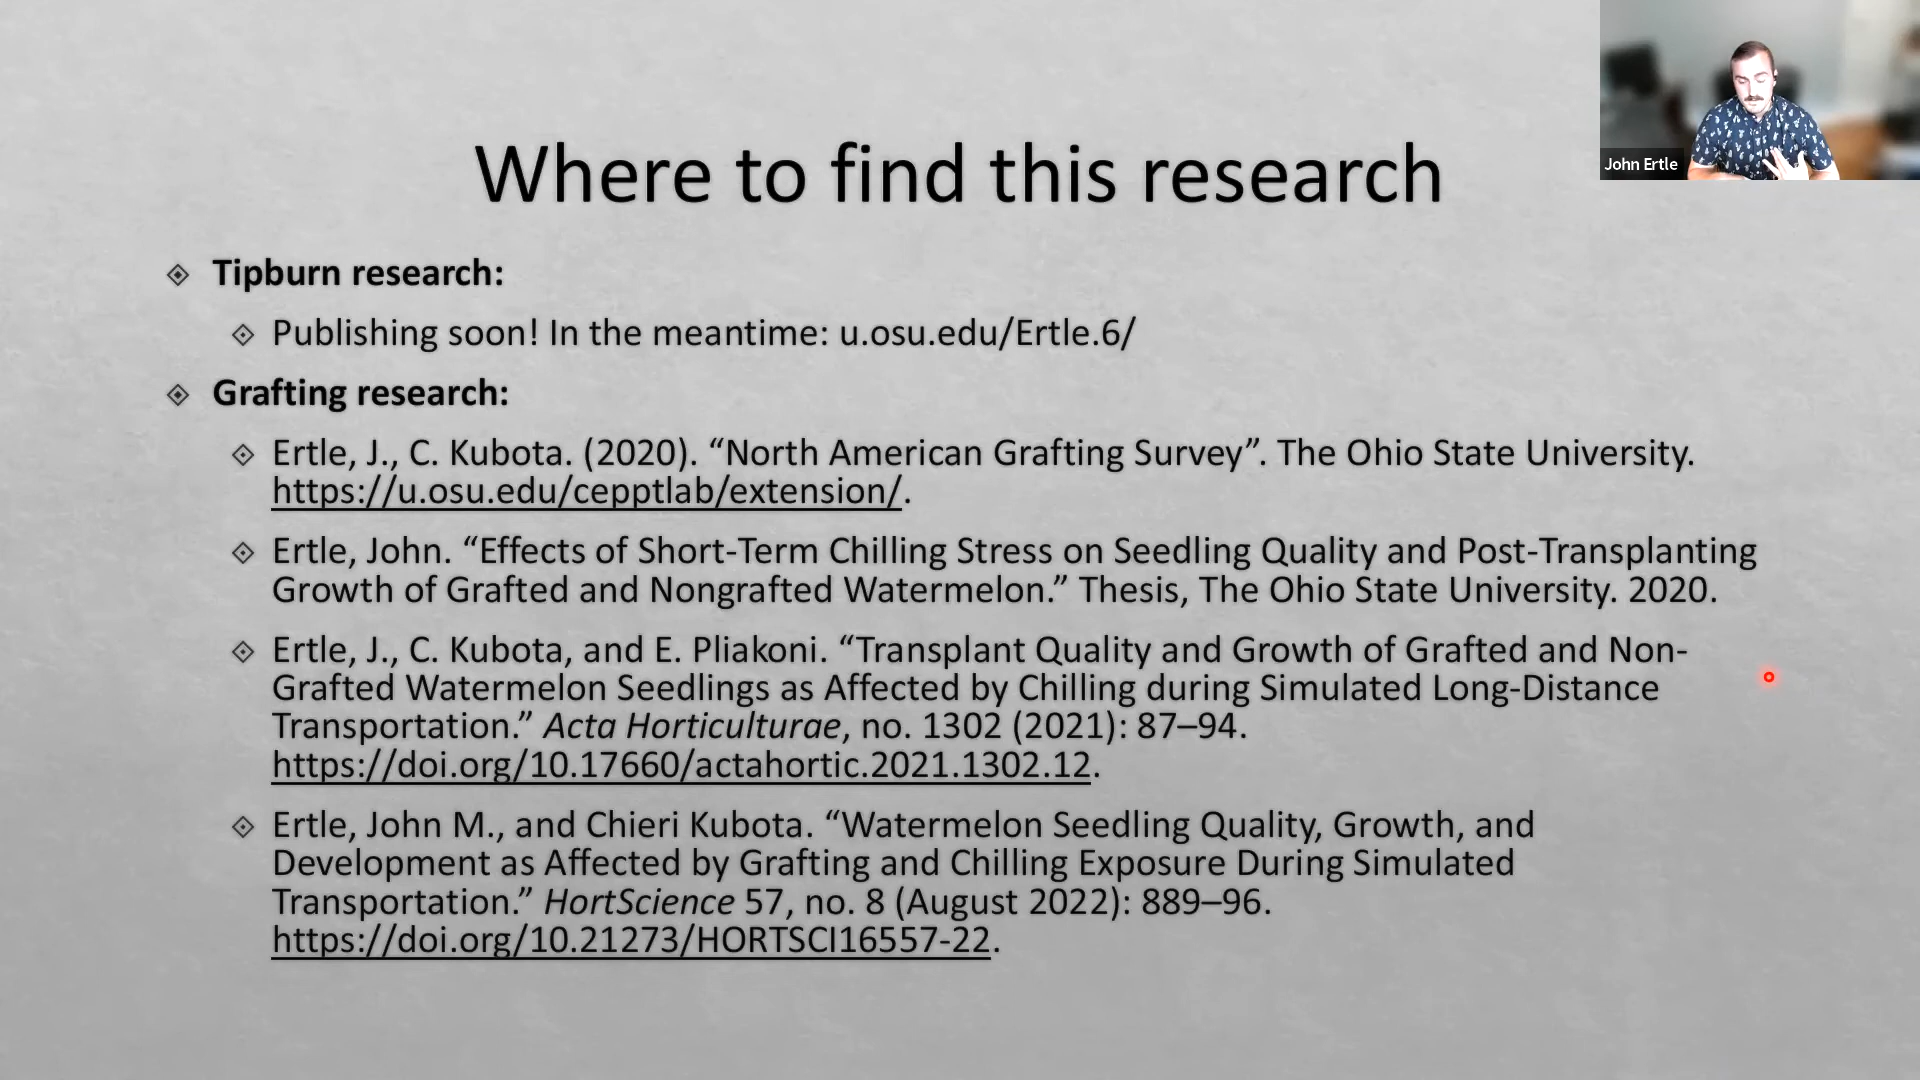 Where to find this research
John Ertle
Tipburn research:
Publishing soon! In the meantime: u.osu.edu/Ertle.6/
Grafting research:
Ertle, J., C. Kubota. (2020). “North American Grafting Survey”. The Ohio State University.
https://u.osu.edu/cepptlab/extension/.
Ertle, John. “Effects of Short-Term Chilling Stress on Seedling Quality and Post-Transplanting
Growth of Grafted and Nongrafted Watermelon.” Thesis, The Ohio State University. 2020.
Ertle, J., C. Kubota, and E. Pliakoni. “Transplant Quality and Growth of Grafted and Non-
Grafted Watermelon Seedlings as Affected by Chilling during Simulated Long-Distance
Transportation.” Acta Horticulturae, no. 1302 (2021): 87–94.
https://doi.org/10.17660/actahortic.2021.1302.12.
Ertle, John M., and Chieri Kubota. “Watermelon Seedling Quality, Growth, and
Development as Affected by Grafting and Chilling Exposure During Simulated
Transportation.” HortScience 57, no. 8 (August 2022): 889–96.
https://doi.org/10.21273/HORTSCI16557-22.